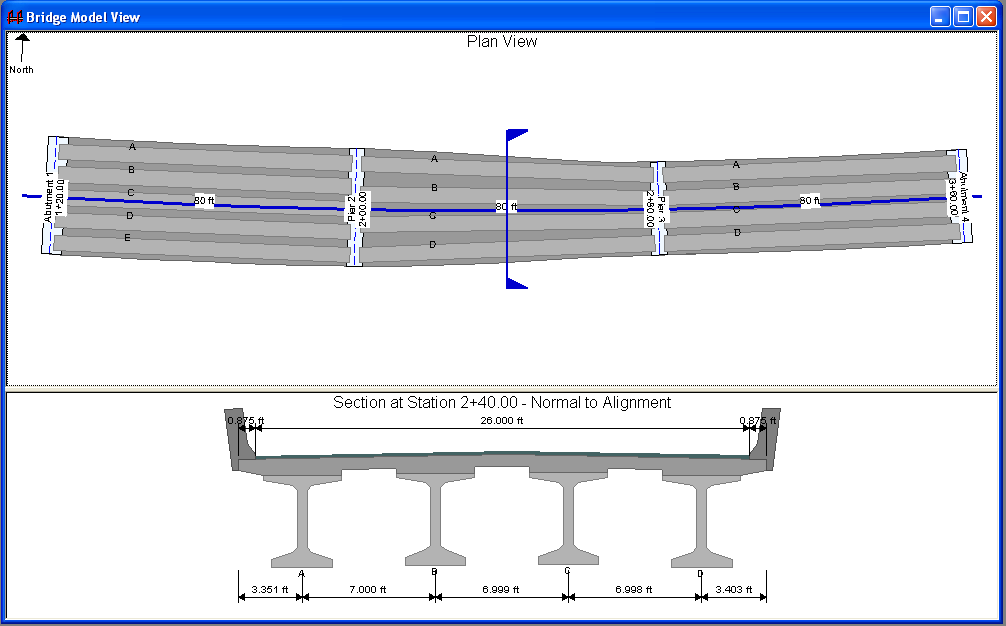 Bridge Model View
Plan View
North
A
B
C
D
E
Abutment 1
1+20.00
80 ft
Pier 2
2+00.00
A
B
C
D
80 ft
2+80.00
Pier 3
A
B
C
D
80 ft
3+60.00
Abutment 4
Section at Station 2+40.00 - Normal to Alignment
0.875 ft
26.000 ft
0.875 ft
A
B
C
D
3.351 ft
7.000 ft
6.999 ft
6.998 ft
3.403 ft